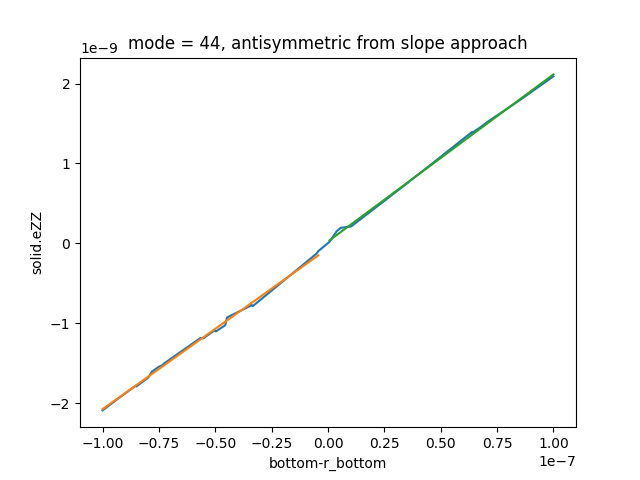 mode = 44, antisymmetric from slope approach
1e−9
2
1
0
−1
−2
solid.eZZ
−1.00 −0.75 −0.50 −0.25 0.00 0.25 0.50 0.75 1.00
1e−7
bottom-r_bottom